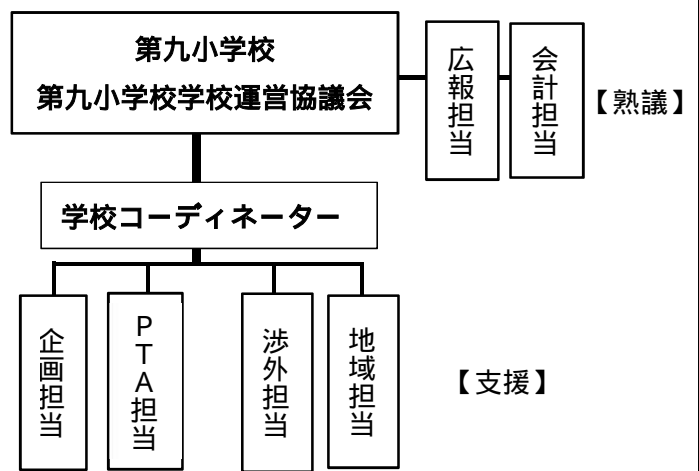 第九小学校
第九小学校学校運営協議会
広報担当
会計担当
【熟議】
学校コーディネーター
企画担当
PTA担当
渉外担当
地域担当
【支援】